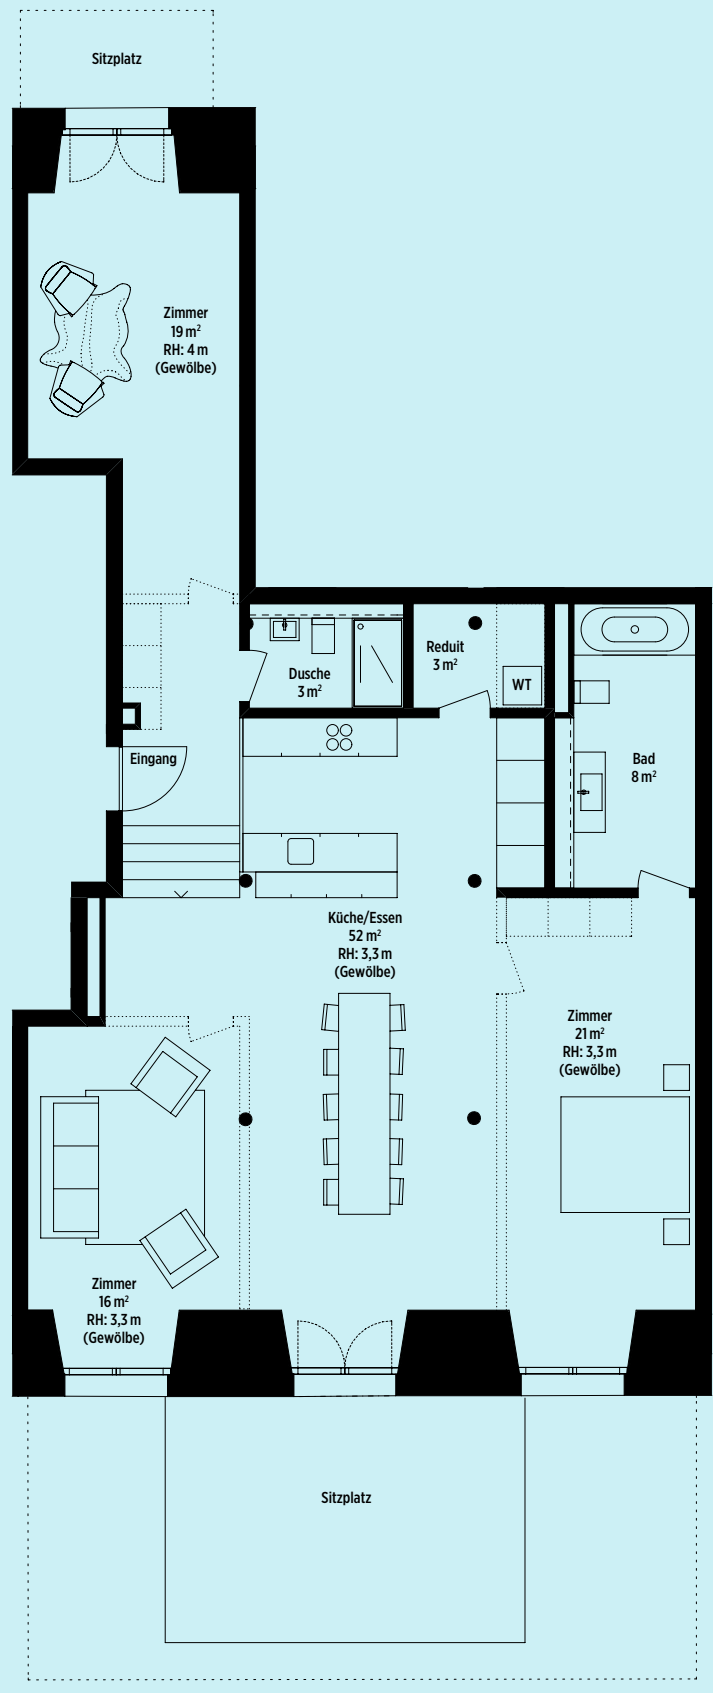 Sitzplatz
Zimmer
19 m²
RH: 4 m
(Gewölbe)
Dusche
3 m²
Reduit
3 m²
WT
Eingang
Bad
8 m²
Küche/Essen
52 m²
RH: 3,3 m
(Gewölbe)
Zimmer
21 m²
RH: 3,3 m
(Gewölbe)
Zimmer
16 m²
RH: 3,3 m
(Gewölbe)
Sitzplatz